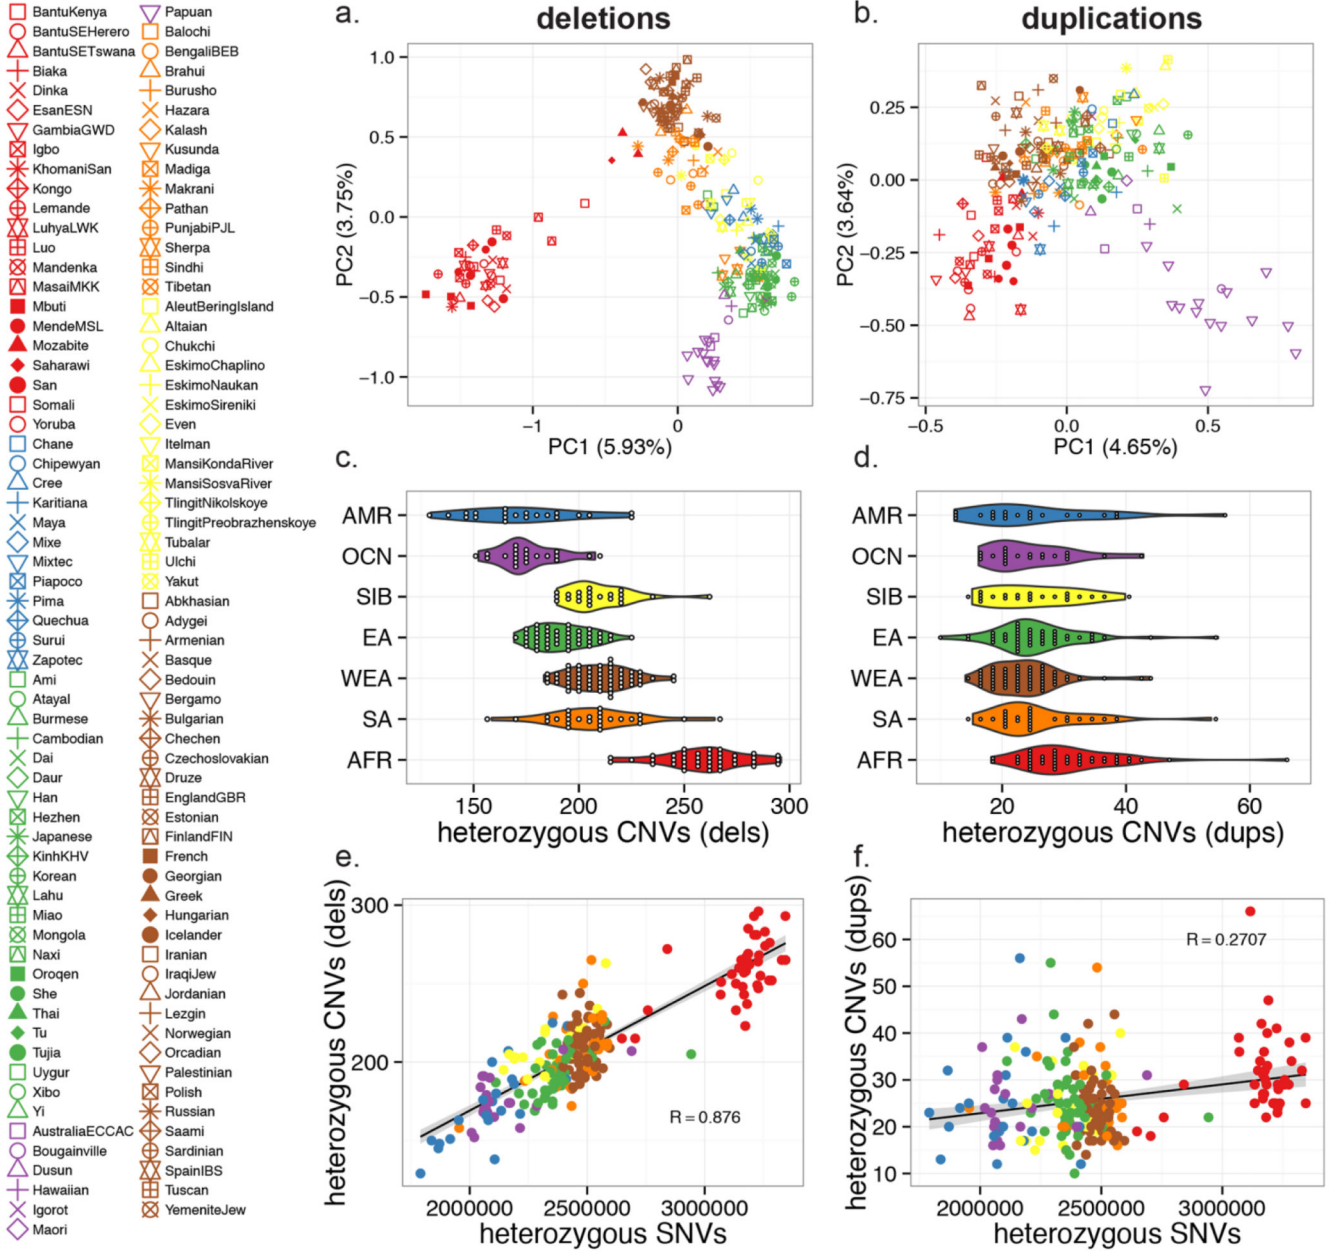 BantuKenya
BantuSEHerero
BantuSETswana
Biaka
Dinka
EsanESN
GambiaGWD
Igbo
KhomaniSan
Kongo
Lemande
LuhyaLWK
Luo
Mandenka
MasaiMKK
Mbuti
MendeMSL
Mozabite
Saharawi
San
Somali
Yoruba
Chane
Chipewyan
Cree
Karitiana
Maya
Mixe
Mixtec
Piapoco
Pima
Quechua
Surui
Zapotec
Ami
Atayal
Burmese
Cambodian
Dai
Daur
Han
Hezhen
Japanese
KinhKHV
Korean
Lahu
Miao
Mongola
Naxi
Oroqen
She
Thai
Tu
Tujia
Uygur
Xibo
Yi
AustraliaECCAC
Bougainville
Dusun
Hawaiian
Igorot
Maori
Papuan
Balochi
BengaliBEB
Brahui
Burusho
Hazara
Kalash
Kusunda
Madiga
Makrani
Pathan
PunjabiPJL
Sherpa
Sindhi
Tibetan
AleutBeringIsland
Altaian
Chukchi
EskimoChaplino
EskimoNaukan
EskimoSireniki
Even
Itelman
MansiKondaRiver
MansiSosvaRiver
TlingitNikolskoye
TlingitPreobrazhenskoye
Tubalar
Ulchi
Yakut
Abkhasian
Adygei
Armenian
Basque
Bedouin
Bergamo
Bulgarian
Chechen
Czechoslovakian
Druze
EnglandGBR
Estonian
FinlandFIN
French
Georgian
Greek
Hungarian
Icelander
Iranian
IraqiJew
Jordanian
Lezgin
Norwegian
Orcadian
Palestinian
Polish
Russian
Saami
Sardinian
SpainIBS
Tuscan
YemeniteJew
a.
deletions
1.0
0.5
0.0
−0.5
−1.0
PC2 (3.75%)
−1
0
PC1 (5.93%)
b.
duplications
0.25
0.00
−0.25
−0.50
−0.75
PC2 (3.64%)
−0.5
0.0
0.5
PC1 (4.65%)
c.
AMR
OCN
SIB
EA
WEA
SA
AFR
150
200
250
300
heterozygous CNVs (dels)
d.
AMR
OCN
SIB
EA
WEA
SA
AFR
20
40
60
heterozygous CNVs (dups)
e.
heterozygous CNVs (dels)
300
200
R = 0.876
2000000
2500000
3000000
heterozygous SNVs
f.
heterozygous CNVs (dups)
60
50
40
30
20
10
R = 0.2707
2000000
2500000
3000000
heterozygous SNVs